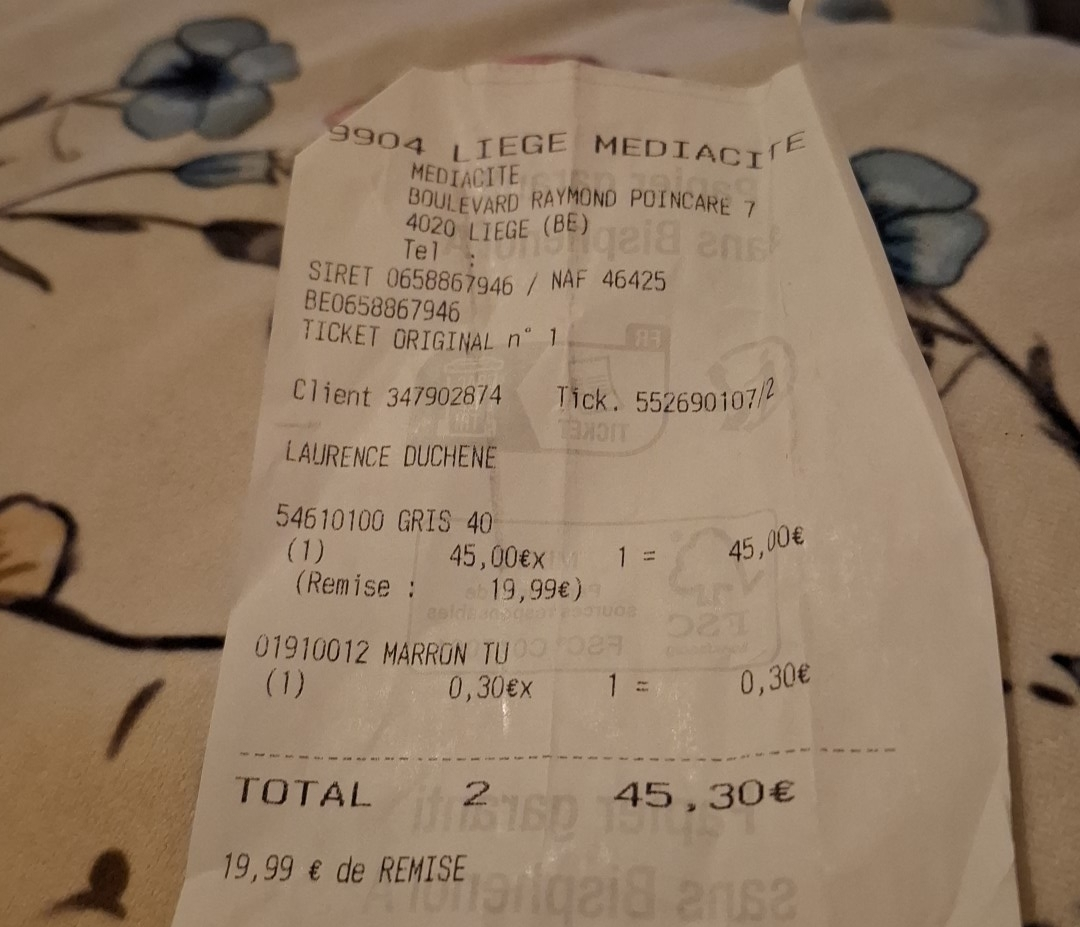 9904 LIEGE MEDIACITE
MEDIACITE
BOULEVARD RAYMOND POINCARE 7
4020 LIEGE (BE)
Tel :
SIRET 0658867946 / NAF 46425
BE0658867946
TICKET ORIGINAL n° 1
Client 347902874 Tick. 552690107/2
LAURENCE DUCHENE
54610100 GRIS 40
(1) 45,00€x 1 = 45,00€
(Remise : 19,99€)
01910012 MARRON TU
(1) 0,30€x 1 = 0,30€
TOTAL 2 45,30€
19,99 € de REMISE